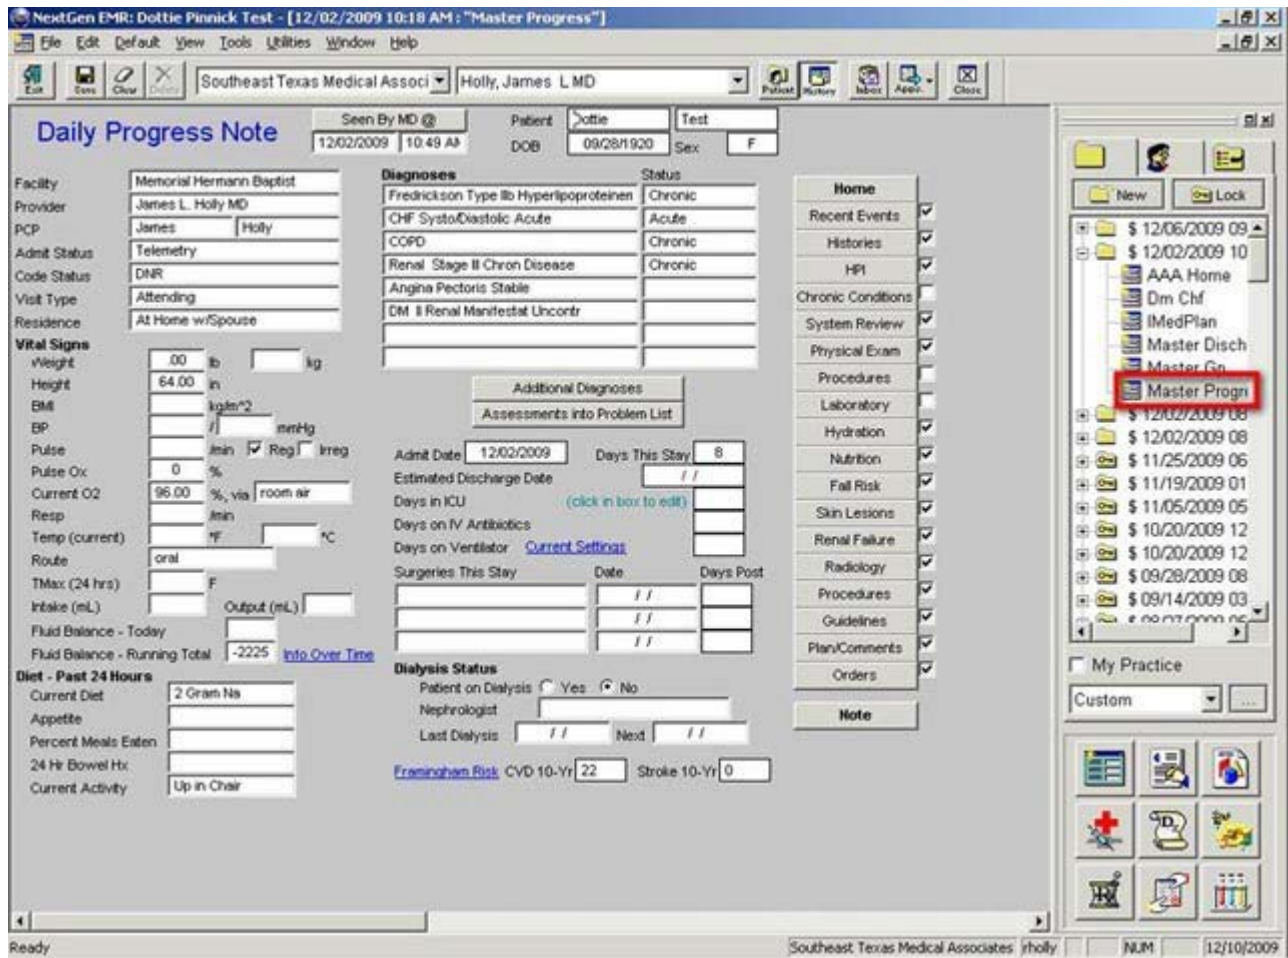 NextGen EMR: Dottie Pinnick Test - [12/02/2009 10:18 AM : "Master Progress"]
File Edit Default View Tools Utilities Window Help
Exit Save Clear Delete Southeast Texas Medical Associ Holly, James L MD Patient History Inbox Close
Daily Progress Note
Seen By MD @
12/02/2009 10:49 AM
Patient Dottie Test
DOB 09/28/1920 Sex F
Facility Memorial Hermann Baptist
Provider James L. Holly MD
PCP James Holly
Admit Status Telemetry
Code Status DNR
Visit Type Attending
Residence At Home w/Spouse
Vital Signs
Weight .00 lb kg
Height 64.00 in
BMI kg/m^2
BP / mmHg
Pulse /min Reg Irreg
Pulse Ox 0 %
Current O2 96.00 %, via room air
Resp /min
Temp (current) °F °C
Route oral
TMax (24 hrs) F
Intake (mL) Output (mL)
Fluid Balance - Today
Fluid Balance - Running Total -2225 Info Over Time
Diet - Past 24 Hours
Current Diet 2 Gram Na
Appetite
Percent Meals Eaten
24 Hr Bowel Hx
Current Activity Up in Chair
Diagnoses Status
Fredrickson Type IIb Hyperlipoproteinen Chronic
CHF Systo/Diastolic Acute Acute
COPD Chronic
Renal Stage II Chron Disease Chronic
Angina Pectoris Stable
DM II Renal Manifestat Uncontr
Additional Diagnoses
Assessments into Problem List
Admit Date 12/02/2009 Days This Stay 8
Estimated Discharge Date / /
Days in ICU (click in box to edit)
Days on IV Antibiotics
Days on Ventilator Current Settings
Surgeries This Stay Date Days Post
/ /
/ /
/ /
Dialysis Status
Patient on Dialysis Yes No
Nephrologist
Last Dialysis / / Next / /
Framingham Risk CVD 10-Yr 22 Stroke 10-Yr 0
Home
Recent Events
Histories
HPI
Chronic Conditions
System Review
Physical Exam
Procedures
Laboratory
Hydration
Nutrition
Fall Risk
Skin Lesions
Renal Failure
Radiology
Procedures
Guidelines
Plan/Comments
Orders
Note
New Lock
$ 12/06/2009 09
$ 12/02/2009 10
AAA Home
Dm Chf
IMedPlan
Master Disch
Master Gp
Master Progr
$ 12/02/2009 08
$ 12/02/2009 08
$ 11/25/2009 06
$ 11/19/2009 01
$ 11/05/2009 05
$ 10/20/2009 12
$ 10/20/2009 12
$ 09/28/2009 08
$ 09/14/2009 03
My Practice
Custom ...
Ready Southeast Texas Medical Associates rholly NUM 12/10/2009